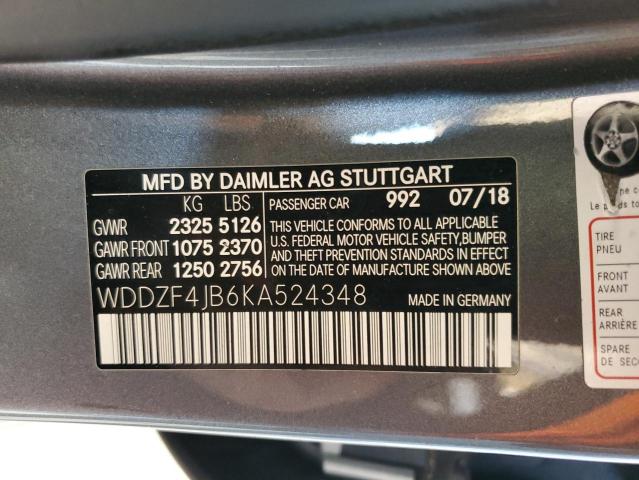 MFD BY DAIMLER AG STUTTGART
KG LBS
GVWR 2325 5126
GAWR FRONT 1075 2370
GAWR REAR 1250 2756
PASSENGER CAR 992 07/18
THIS VEHICLE CONFORMS TO ALL APPLICABLE
U.S. FEDERAL MOTOR VEHICLE SAFETY, BUMPER
AND THEFT PREVENTION STANDARDS IN EFFECT
ON THE DATE OF MANUFACTURE SHOWN ABOVE.
WDDZF4JB6KA524348 MADE IN GERMANY
Le
TIRE
PNEU
FRONT
AVANT
REAR
ARRIÈRE
SPARE
DE